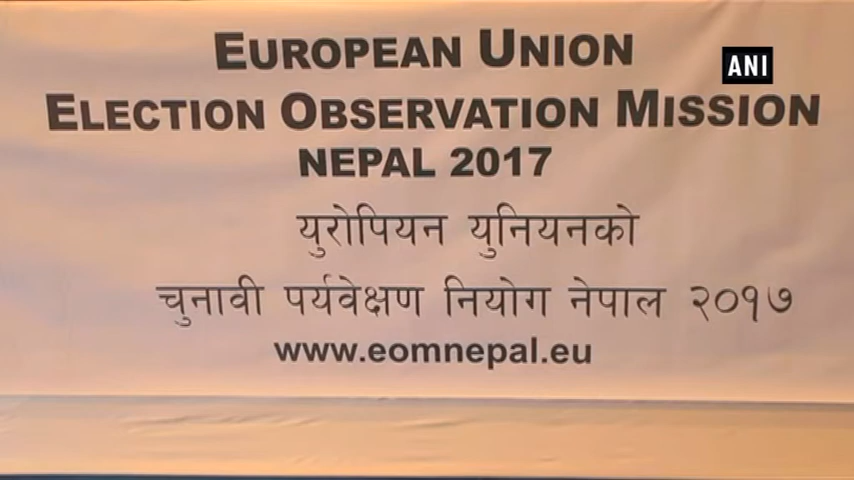 EUROPEAN UNION
ANI
ELECTION OBSERVATION MISSION
NEPAL 2017
युरोपियन युनियनको
चुनावी पर्यवेक्षण नियोग नेपाल २०१७
www.eomnepal.eu